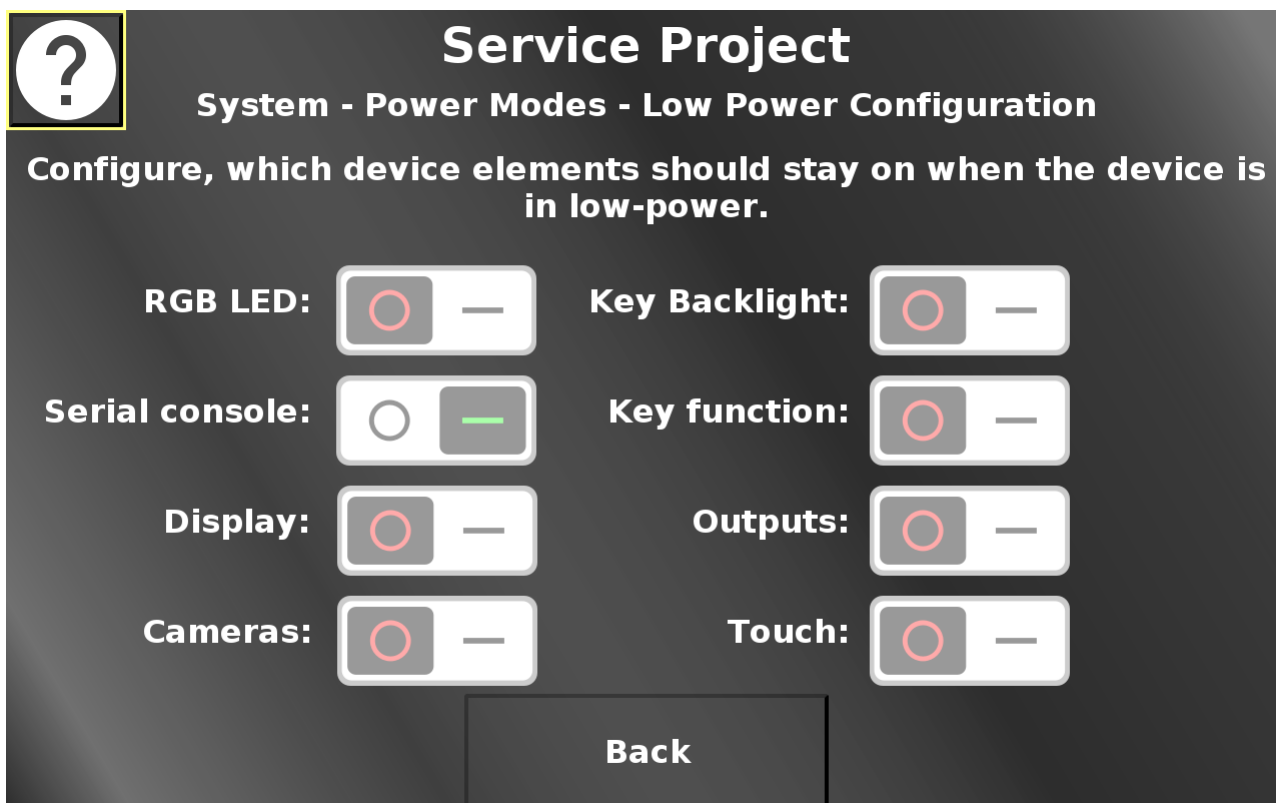 ?
Service Project
System - Power Modes - Low Power Configuration
Configure, which device elements should stay on when the device is
in low-power.
RGB LED:
Key Backlight:
Serial console:
Key function:
Display:
Outputs:
Cameras:
Touch:
Back